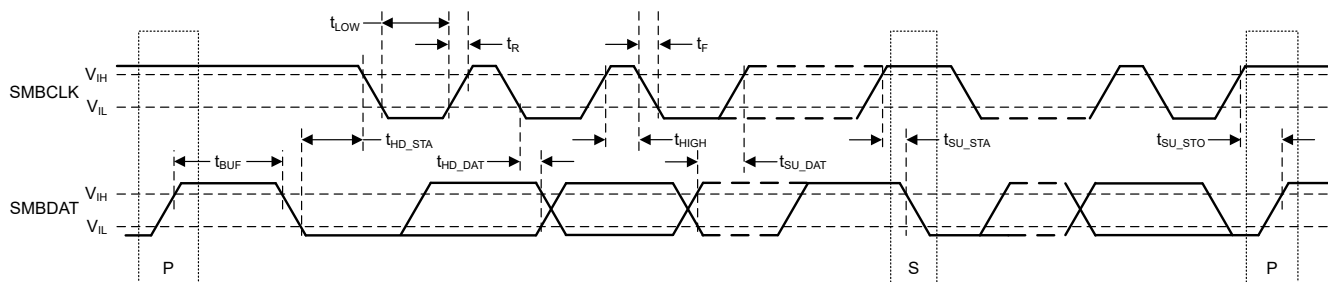 tLOW
tR
tF
VIH
SMBCLK
VIL
tHD_STA
tHIGH
tSU_STA
tSU_STO
tBUF
tHD_DAT
tSU_DAT
VIH
SMBDAT
VIL
P
S
P